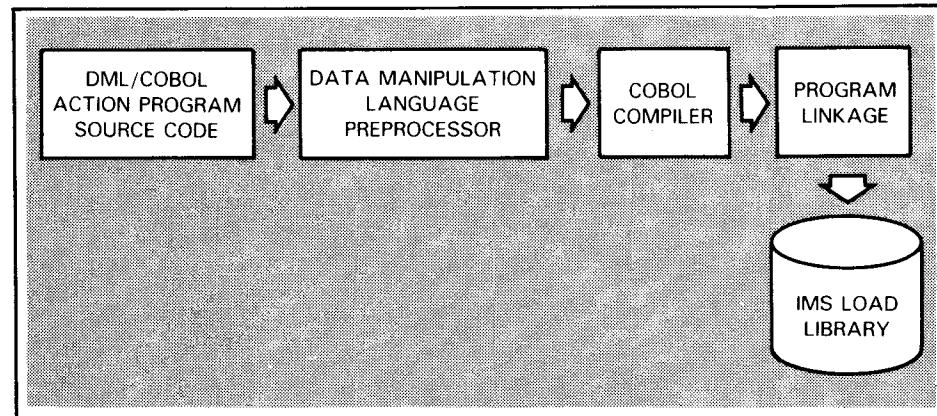 DML/COBOL
ACTION PROGRAM
SOURCE CODE
DATA MANIPULATION
LANGUAGE
PREPROCESSOR
COBOL
COMPILER
PROGRAM
LINKAGE
IMS LOAD
LIBRARY